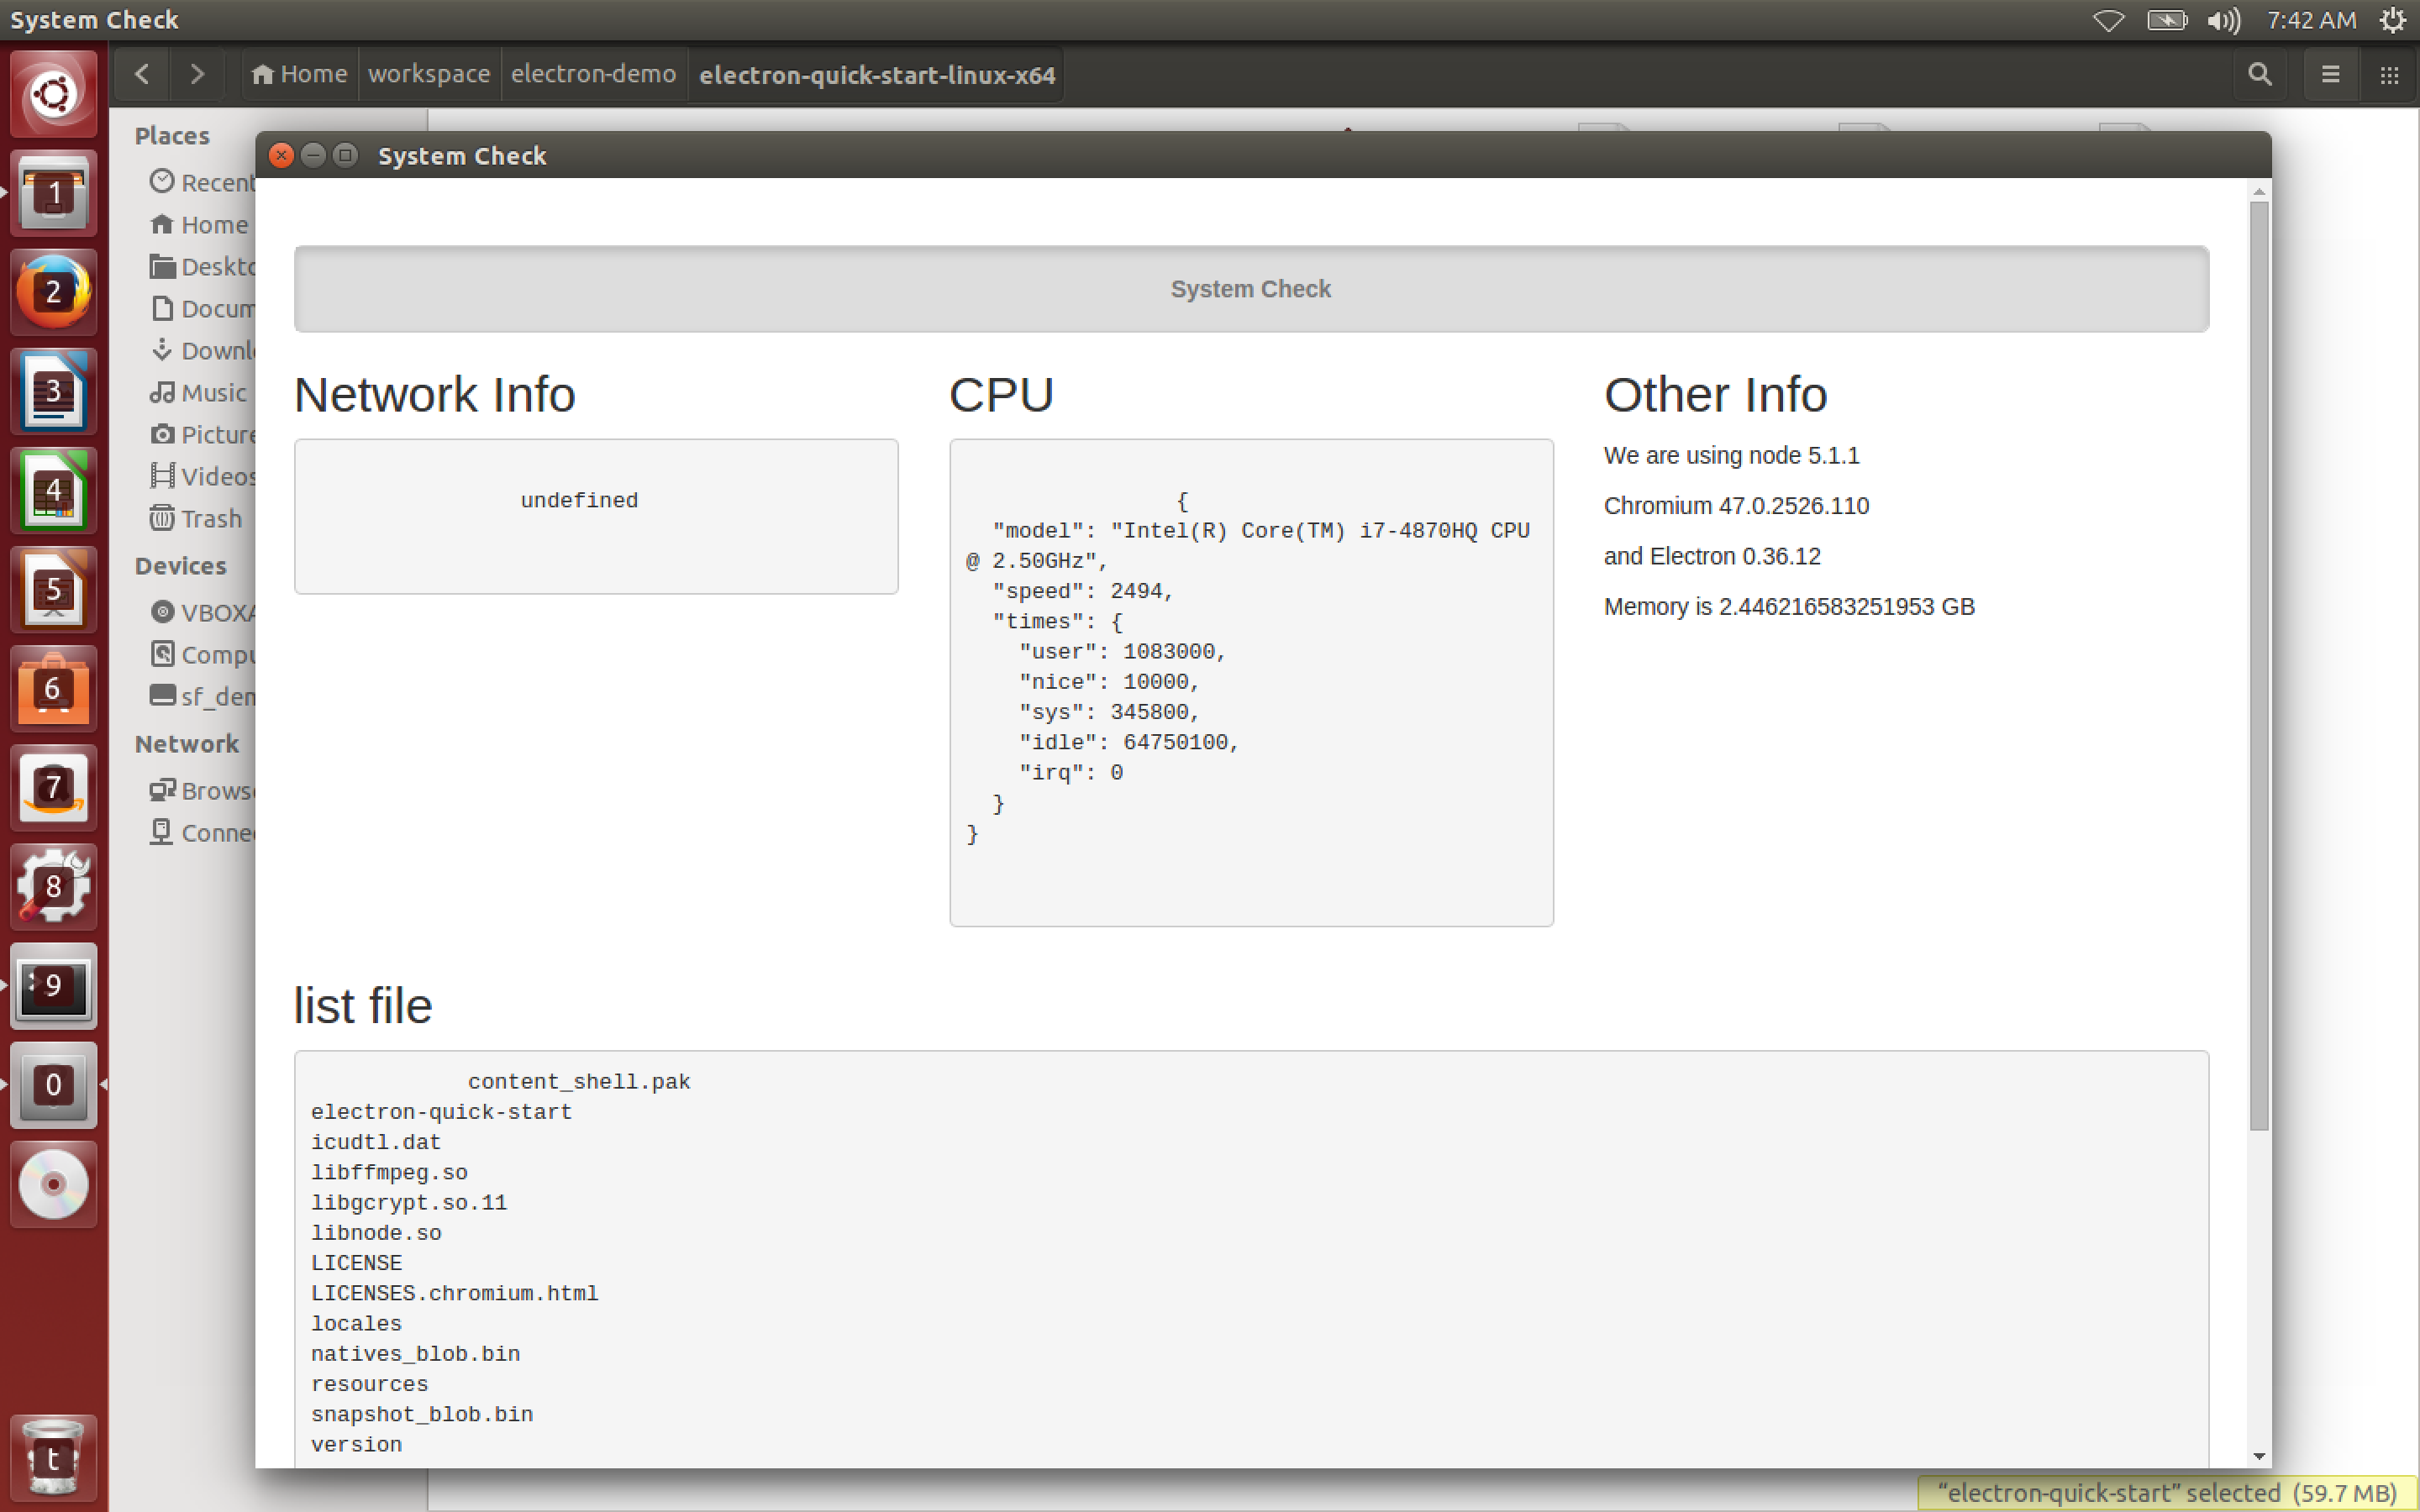 System Check
7:42 AM
Home workspace electron-demo electron-quick-start-linux-x64
Places
Recent
Home
Deskto
Docum
Downl
Music
Picture
Videos
Trash
Devices
VBOXA
Compu
sf_den
Network
Brows
Connec
1
2
3
4
5
6
7
8
9
0
t
System Check
System Check
Network Info
undefined
CPU
{
"model": "Intel(R) Core(TM) i7-4870HQ CPU
@ 2.50GHz",
"speed": 2494,
"times": {
"user": 1083000,
"nice": 10000,
"sys": 345800,
"idle": 64750100,
"irq": 0
}
}
Other Info
We are using node 5.1.1
Chromium 47.0.2526.110
and Electron 0.36.12
Memory is 2.446216583251953 GB
list file
content_shell.pak
electron-quick-start
icudtl.dat
libffmpeg.so
libgcrypt.so.11
libnode.so
LICENSE
LICENSES.chromium.html
locales
natives_blob.bin
resources
snapshot_blob.bin
version
“electron-quick-start” selected (59.7 MB)